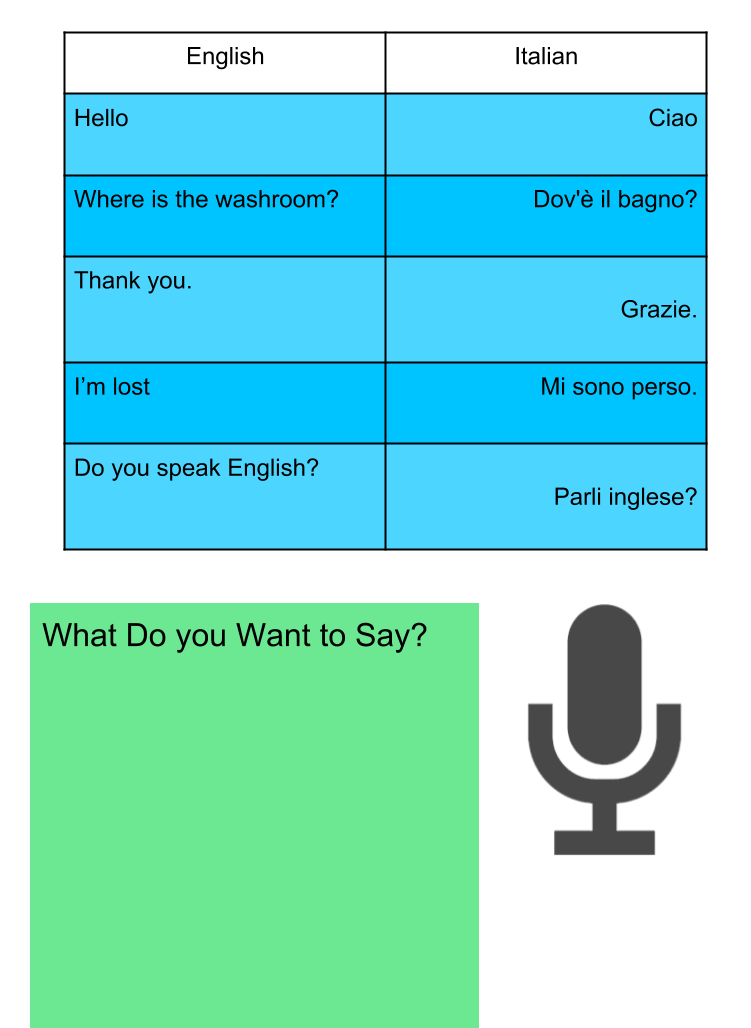 English Italian
Hello Ciao
Where is the washroom? Dov'è il bagno?
Thank you. Grazie.
I’m lost Mi sono perso.
Do you speak English? Parli inglese?
What Do you Want to Say?